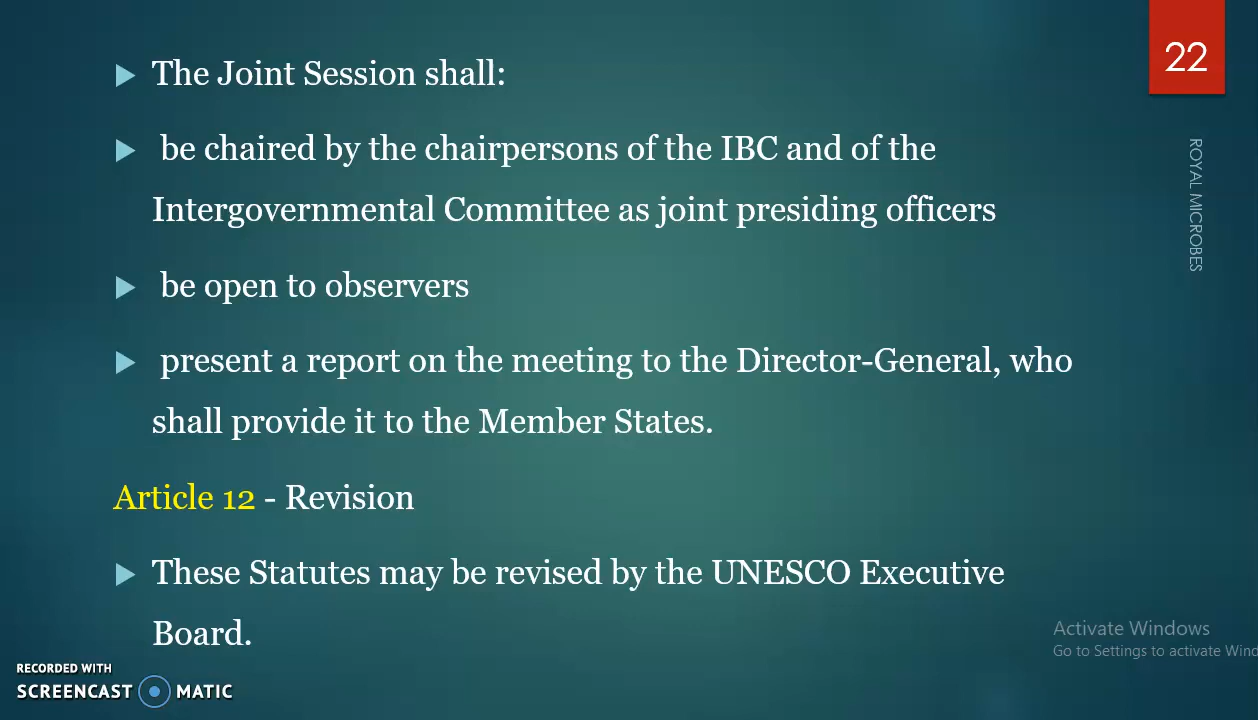 22
The Joint Session shall:
be chaired by the chairpersons of the IBC and of the
Intergovernmental Committee as joint presiding officers
be open to observers
present a report on the meeting to the Director-General, who
shall provide it to the Member States.
Article 12 - Revision
These Statutes may be revised by the UNESCO Executive
Board.
ROYAL MICROBES
Activate Windows
Go to Settings to activate Wind
RECORDED WITH
SCREENCAST MATIC